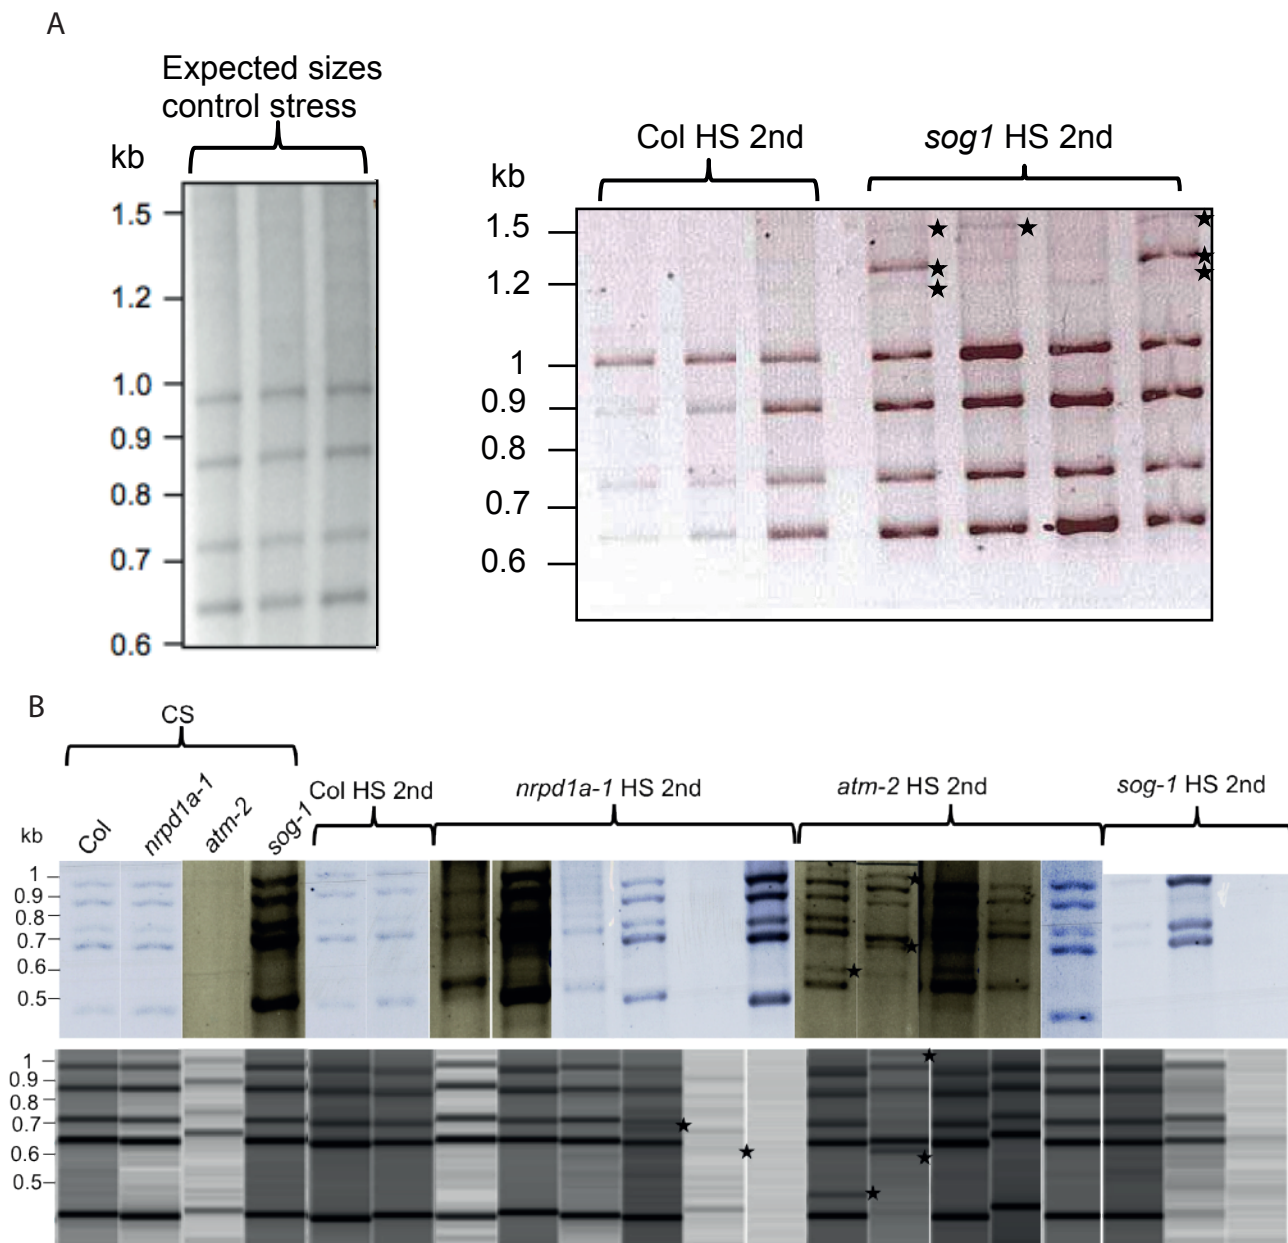 A
Expected sizes
control stress
kb
1.5
1.2
1.0
0.9
0.8
0.7
0.6
Col HS 2nd
sog1 HS 2nd
kb
1.5
1.2
1
0.9
0.8
0.7
0.6
B
CS
Col
nrpd1a-1
atm-2
sog-1
Col HS 2nd
nrpd1a-1 HS 2nd
atm-2 HS 2nd
sog-1 HS 2nd
kb
1
0.9
0.8
0.7
0.6
0.5
1
0.9
0.8
0.7
0.6
0.5